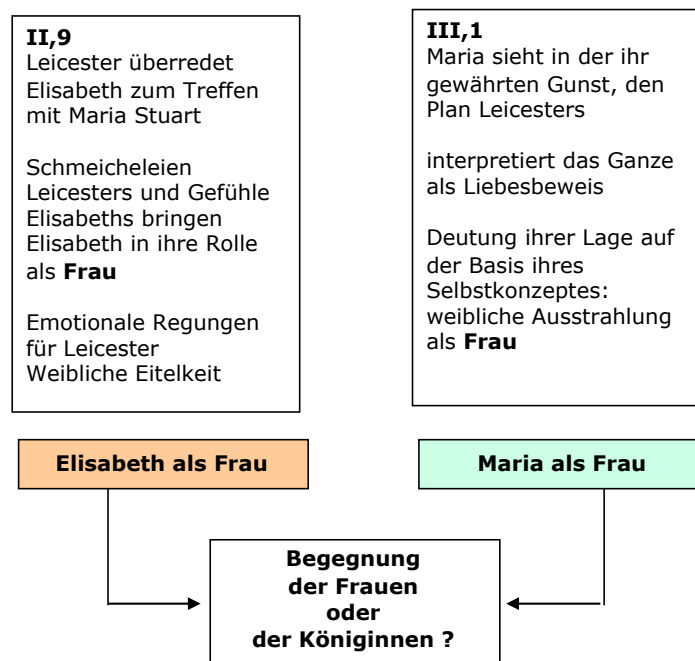 II,9
Leicester überredet
Elisabeth zum Treffen
mit Maria Stuart
Schmeicheleien
Leicesters und Gefühle
Elisabeths bringen
Elisabeth in ihre Rolle
als Frau
Emotionale Regungen
für Leicester
Weibliche Eitelkeit
III,1
Maria sieht in der ihr
gewährten Gunst, den
Plan Leicesters
interpretiert das Ganze
als Liebesbeweis
Deutung ihrer Lage auf
der Basis ihres
Selbstkonzeptes:
weibliche Ausstrahlung
als Frau
Elisabeth als Frau
Maria als Frau
Begegnung
der Frauen
oder
der Königinnen ?